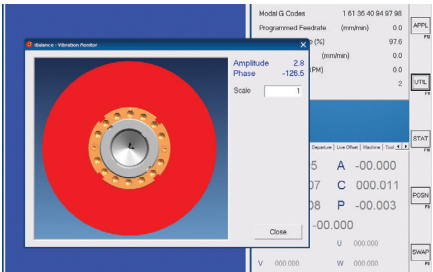 Modal G Codes 1 61 36 40 94 97 98
Programmed Feedrate (mm/min) 0.0
(%) 97.6
(mm/min) 0.0
RPM) 0.0
2
iBalance - Vibration Monitor
Amplitude 2.8
Phase -126.5
Scale 1
Close
Departure Live Offset Machine Tool
5 A -00.000
07 C 000.011
08 P -00.003
-00.000
U 000.000
V 000.000 W 000.000
APPL
UTIL
STAT
POSN
SWAP